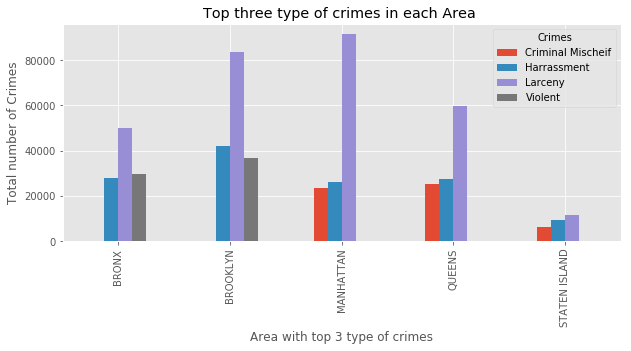 Top three type of crimes in each Area
Crimes
Criminal Mischeif
Harrassment
Larceny
Violent
Total number of Crimes
80000
60000
40000
20000
0
BRONX
BROOKLYN
MANHATTAN
QUEENS
STATEN ISLAND
Area with top 3 type of crimes